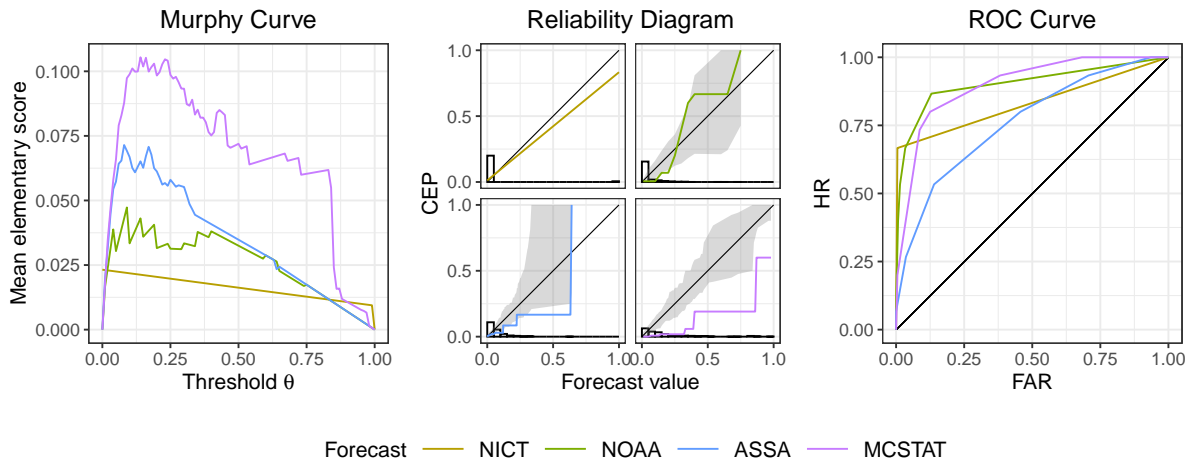 Murphy Curve
Reliability Diagram
ROC Curve
Mean elementary score
0.100
0.075
0.050
0.025
0.000
0.00 0.25 0.50 0.75 1.00
Threshold θ
CEP
1.0
0.5
0.0
1.0
0.5
0.0
0.0 0.5 1.0 0.0 0.5 1.0
Forecast value
HR
1.00
0.75
0.50
0.25
0.00
0.00 0.25 0.50 0.75 1.00
FAR
Forecast NICT NOAA ASSA MCSTAT